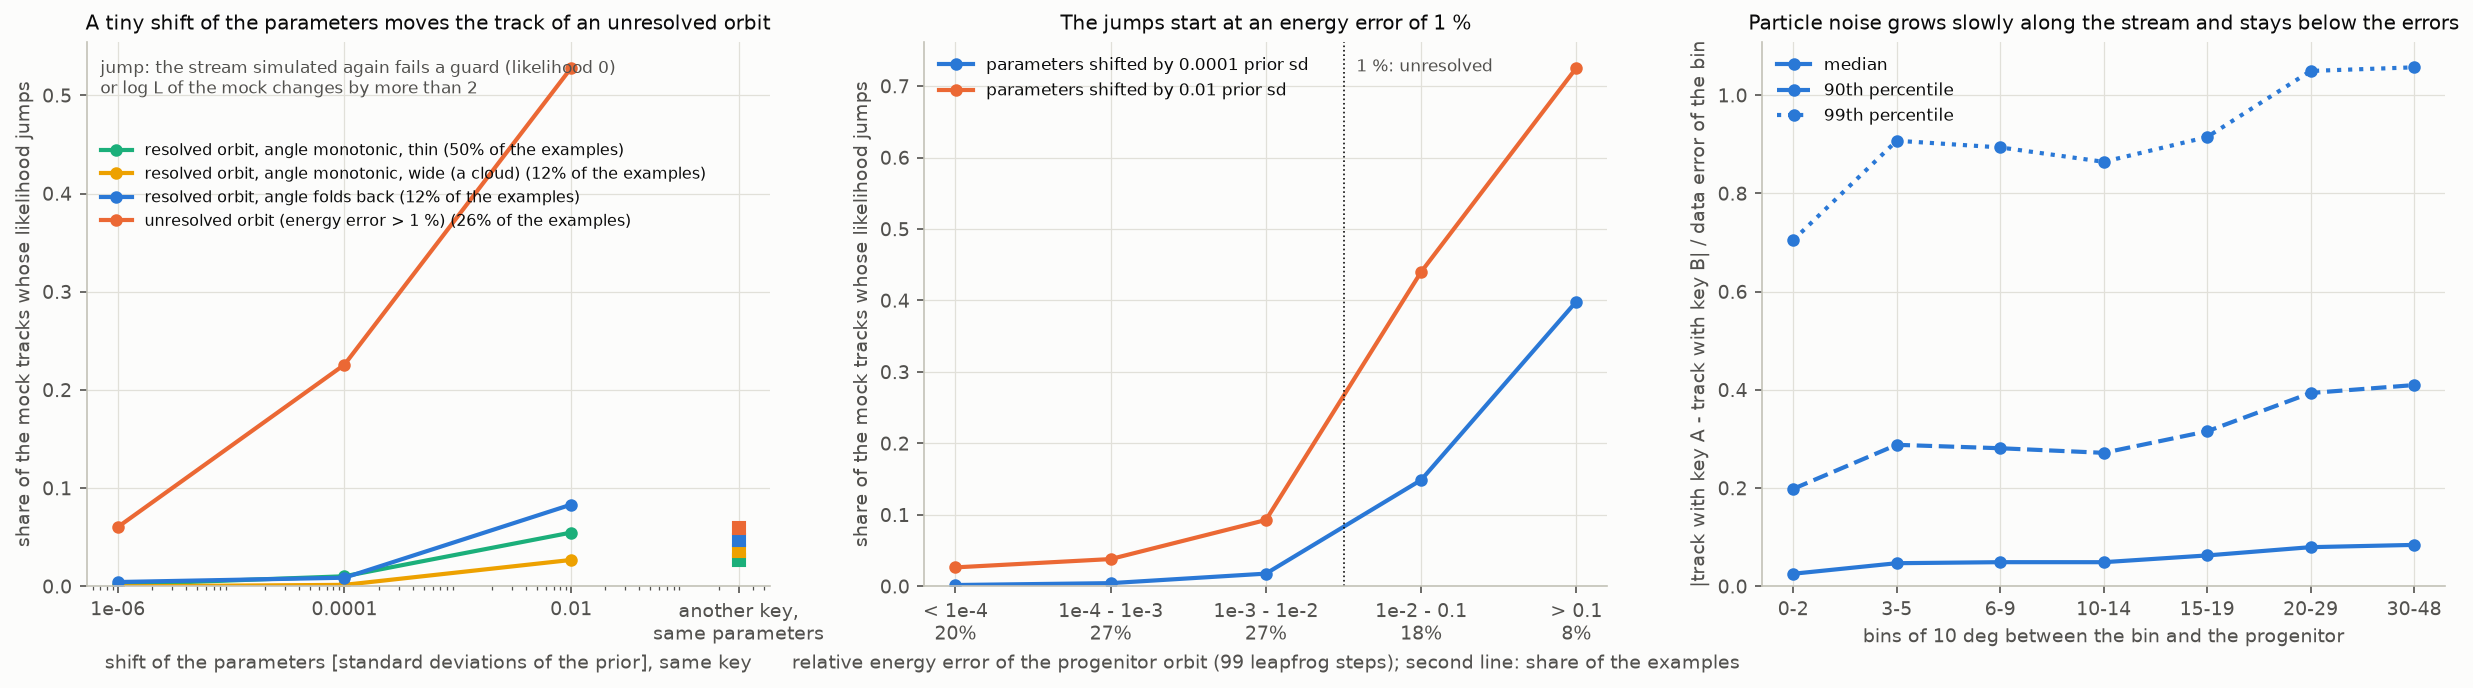 A tiny shift of the parameters moves the track of an unresolved orbit
share of the mock tracks whose likelihood jumps
jump: the stream simulated again fails a guard (likelihood 0)
or log L of the mock changes by more than 2
resolved orbit, angle monotonic, thin (50% of the examples)
resolved orbit, angle monotonic, wide (a cloud) (12% of the examples)
resolved orbit, angle folds back (12% of the examples)
unresolved orbit (energy error > 1 %) (26% of the examples)
0.5
0.4
0.3
0.2
0.1
0.0
1e-06
0.0001
0.01
another key,
same parameters
shift of the parameters [standard deviations of the prior], same key
The jumps start at an energy error of 1 %
share of the mock tracks whose likelihood jumps
parameters shifted by 0.0001 prior sd
parameters shifted by 0.01 prior sd
1 %: unresolved
0.7
0.6
0.5
0.4
0.3
0.2
0.1
0.0
< 1e-4
20%
1e-4 - 1e-3
27%
1e-3 - 1e-2
27%
1e-2 - 0.1
18%
> 0.1
8%
relative energy error of the progenitor orbit (99 leapfrog steps); second line: share of the examples
Particle noise grows slowly along the stream and stays below the errors
|track with key A - track with key B| / data error of the bin
median
90th percentile
99th percentile
1.0
0.8
0.6
0.4
0.2
0.0
0-2
3-5
6-9
10-14
15-19
20-29
30-48
bins of 10 deg between the bin and the progenitor